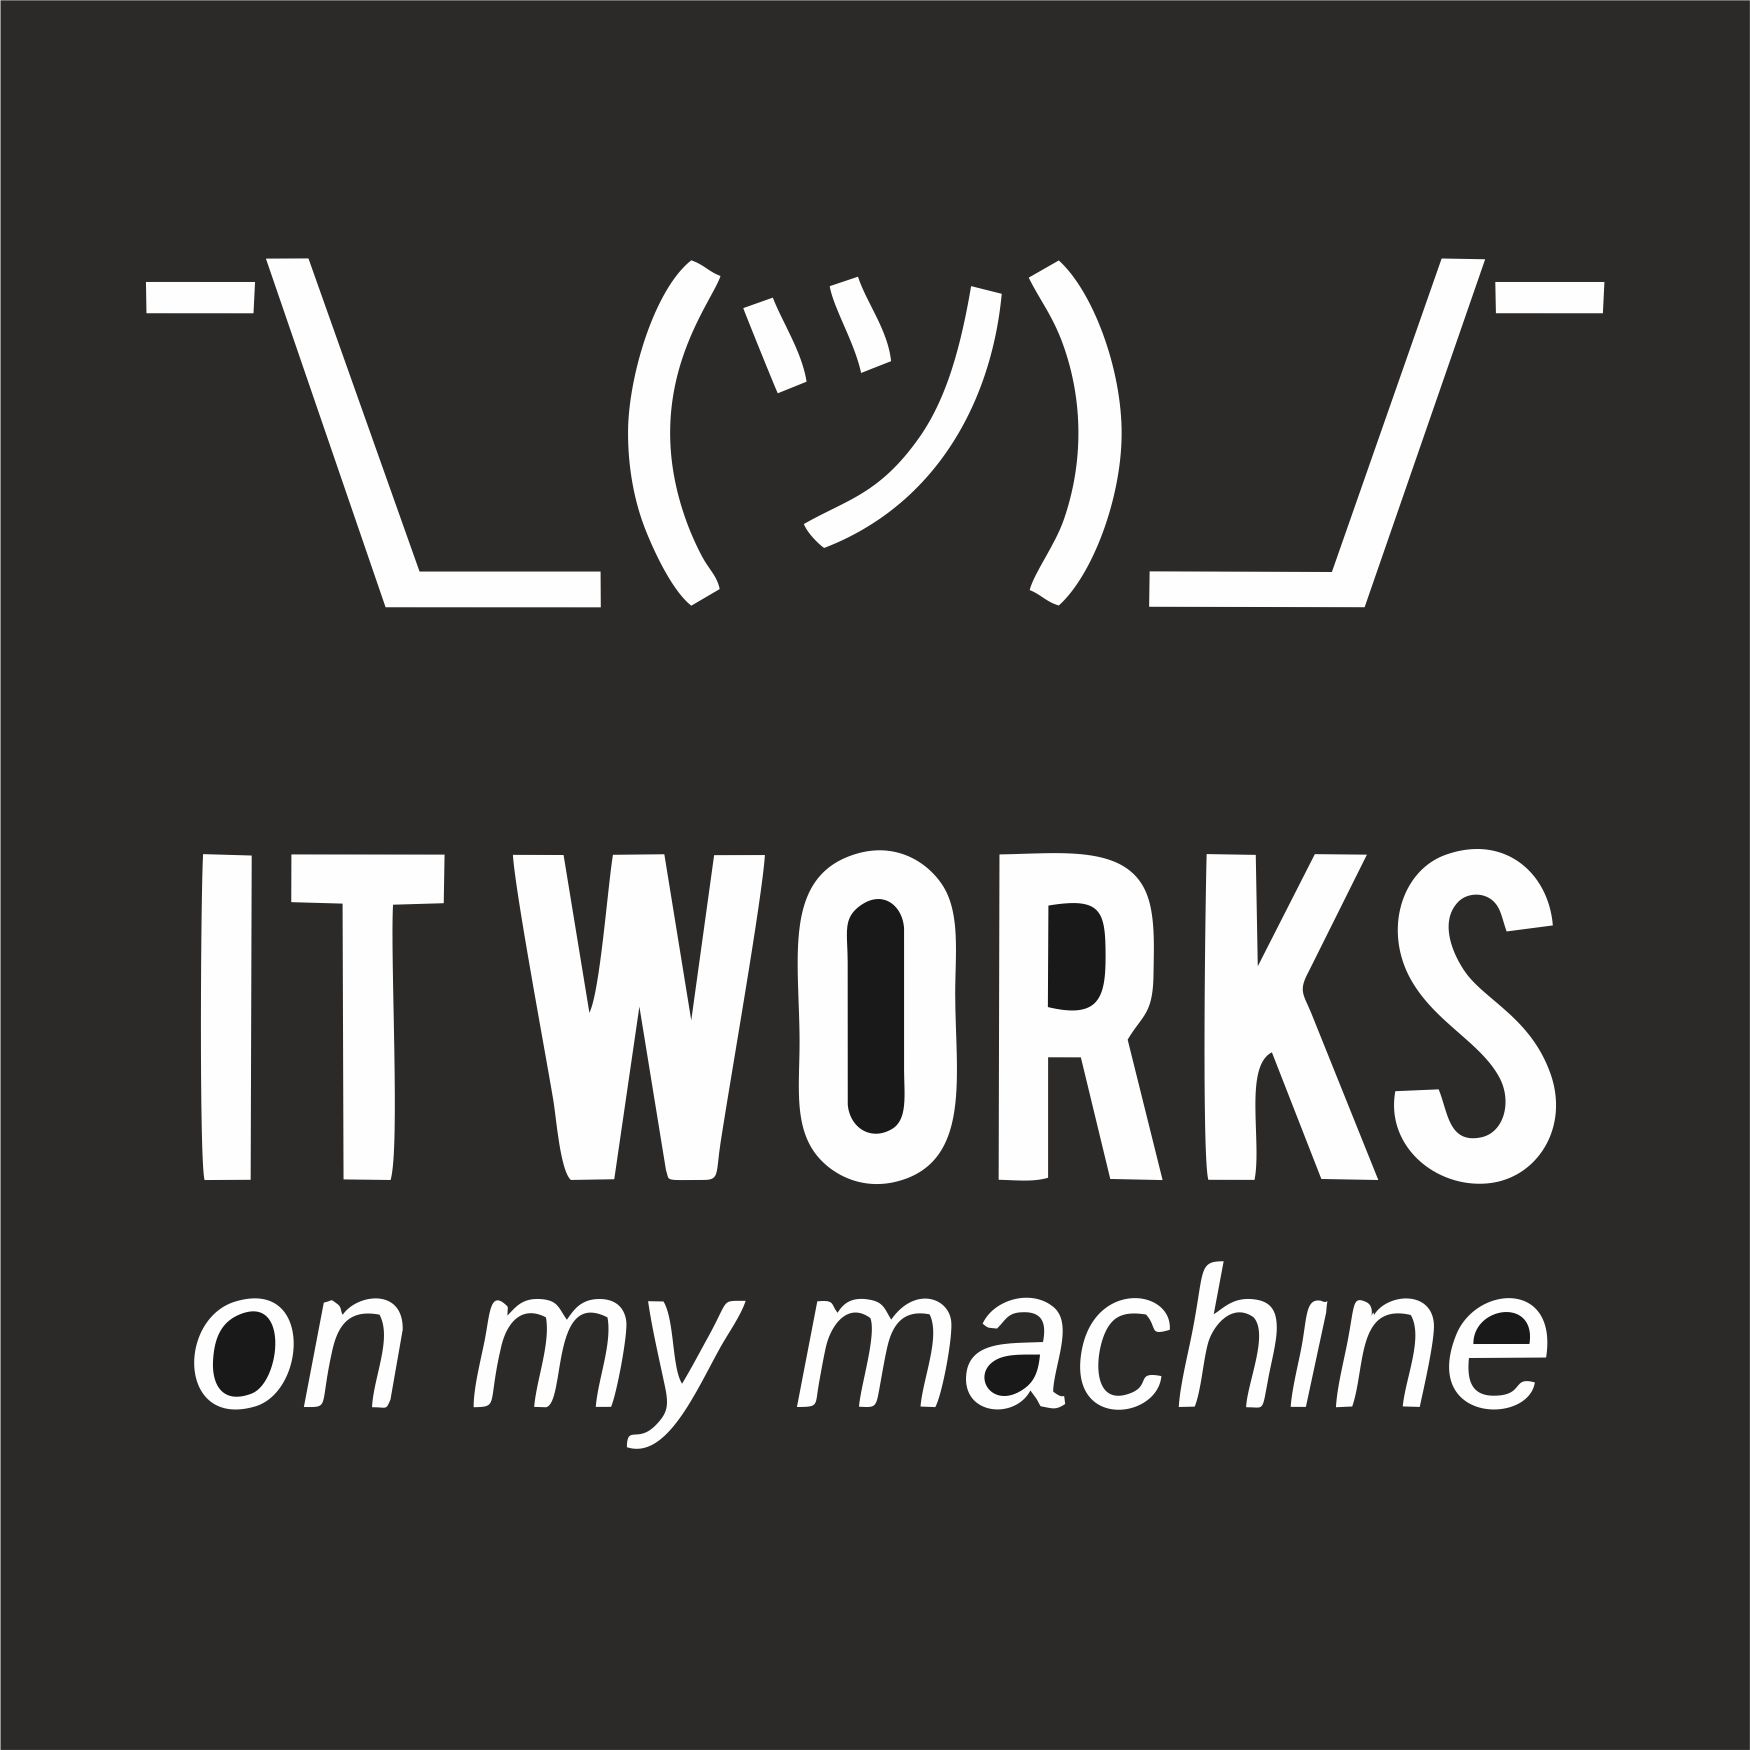 ¯\_(ツ)_/¯
IT WORKS
on my machine